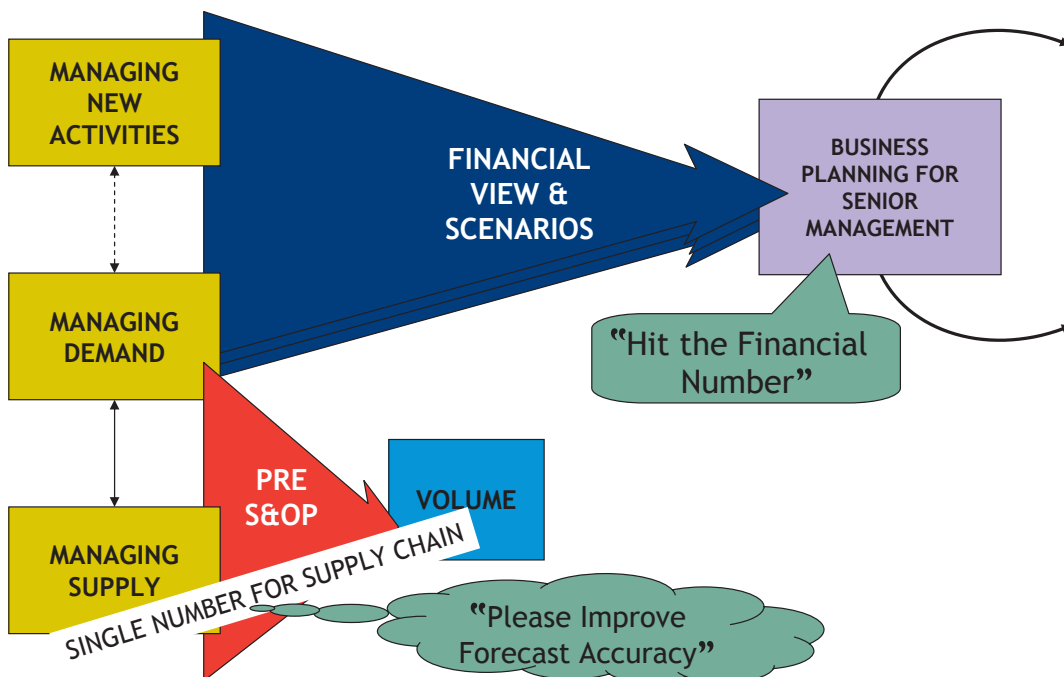 MANAGING
NEW
ACTIVITIES
FINANCIAL
VIEW &
SCENARIOS
BUSINESS
PLANNING FOR
SENIOR
MANAGEMENT
MANAGING
DEMAND
“Hit the Financial
Number”
PRE
S&OP
VOLUME
MANAGING
SUPPLY
SINGLE NUMBER FOR SUPPLY CHAIN
“Please Improve
Forecast Accuracy”